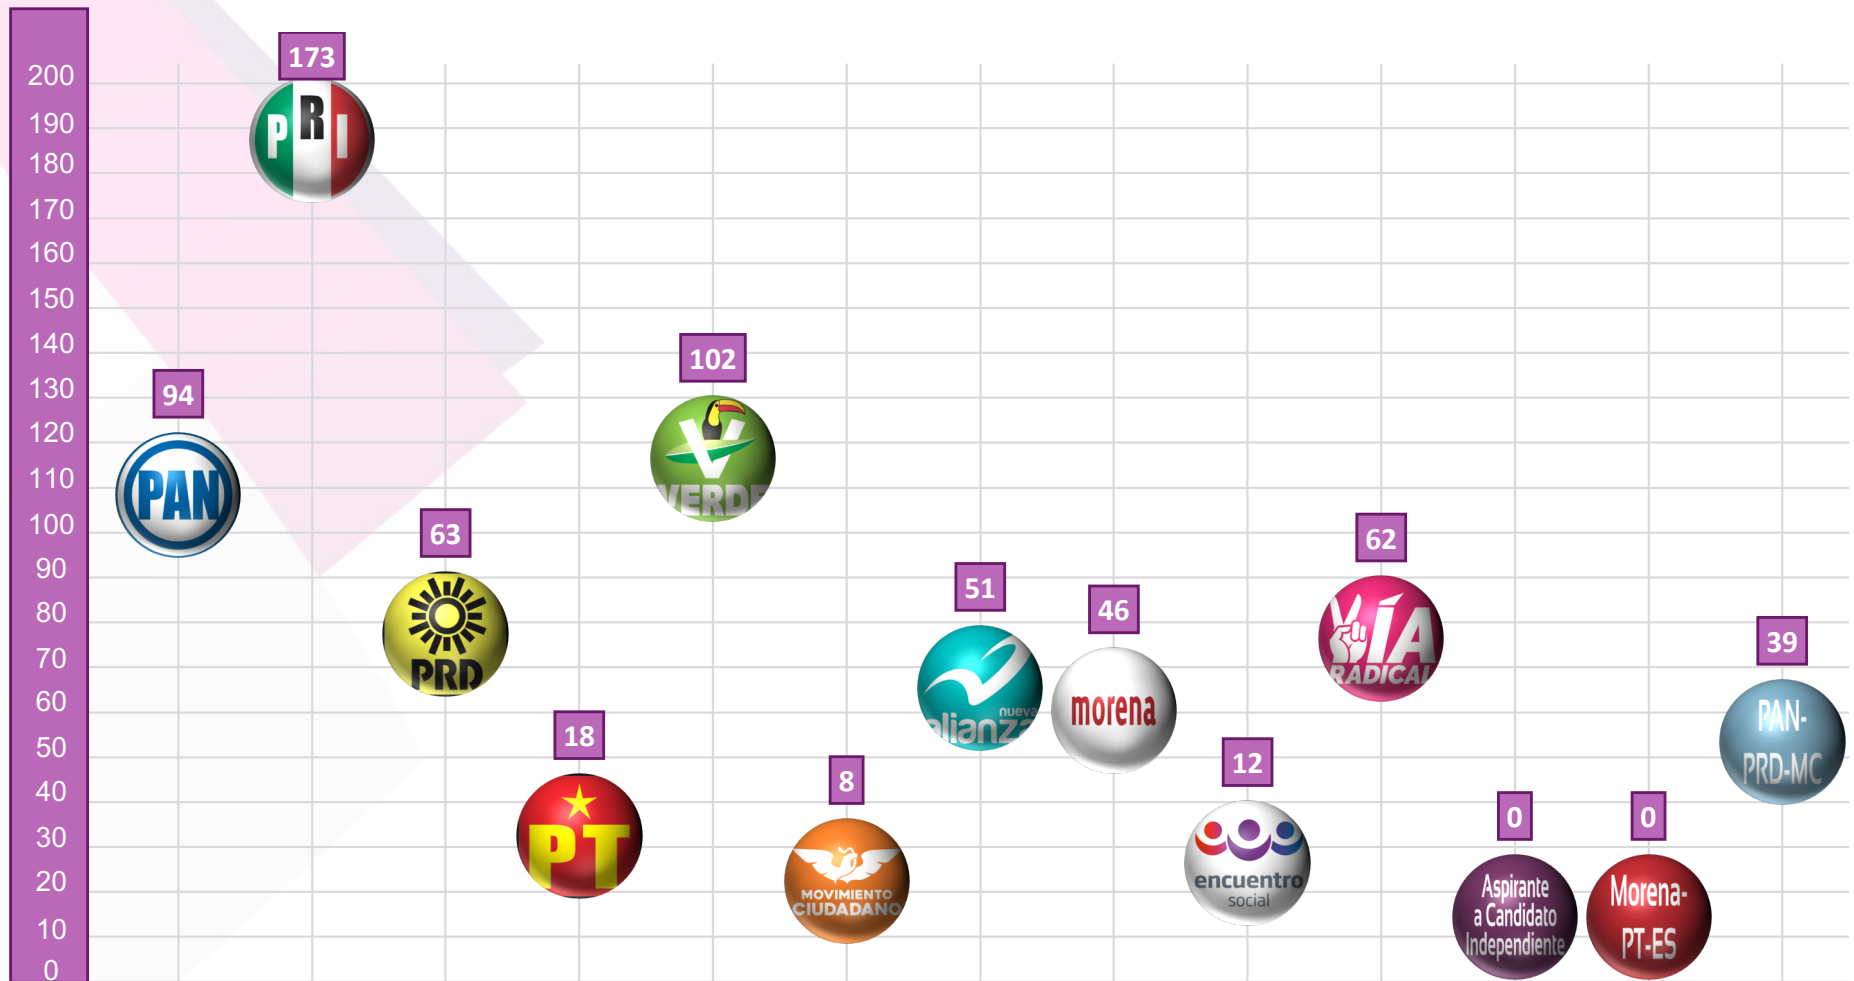 200
190
180
170
160
150
140
130
120
110
100
90
80
70
60
50
40
30
20
10
0
94
PAN
173
PRI
63
PRD
18
PT
102
VERDE
8
MOVIMIENTO
CIUDADANO
51
nueva
alianza
46
morena
12
encuentro
social
62
VÍA
RADICAL
0
Aspirante
a Candidato
Independiente
0
Morena-
PT-ES
39
PAN-
PRD-MC